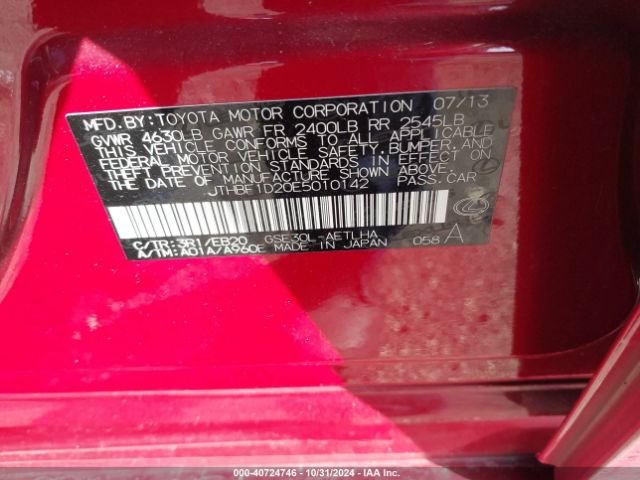 MFD.BY:TOYOTA MOTOR CORPORATION 07/13
GVWR 4630LB GAWR FR 2400LB RR 2545LB
THIS VEHICLE CONFORMS TO ALL APPLICABLE
FEDERAL MOTOR VEHICLE SAFETY, BUMPER, AND
THEFT PREVENTION STANDARDS IN EFFECT ON
THE DATE OF MANUFACTURE SHOWN ABOVE.
JTHBF1D20E5010142 PASS.CAR
C/TR:3R1/EB20 GSE30L-AETLHA
A/TM:A01A/A960E MADE IN JAPAN 058 A
000-40724746 - 10/31/2024 - IAA Inc.